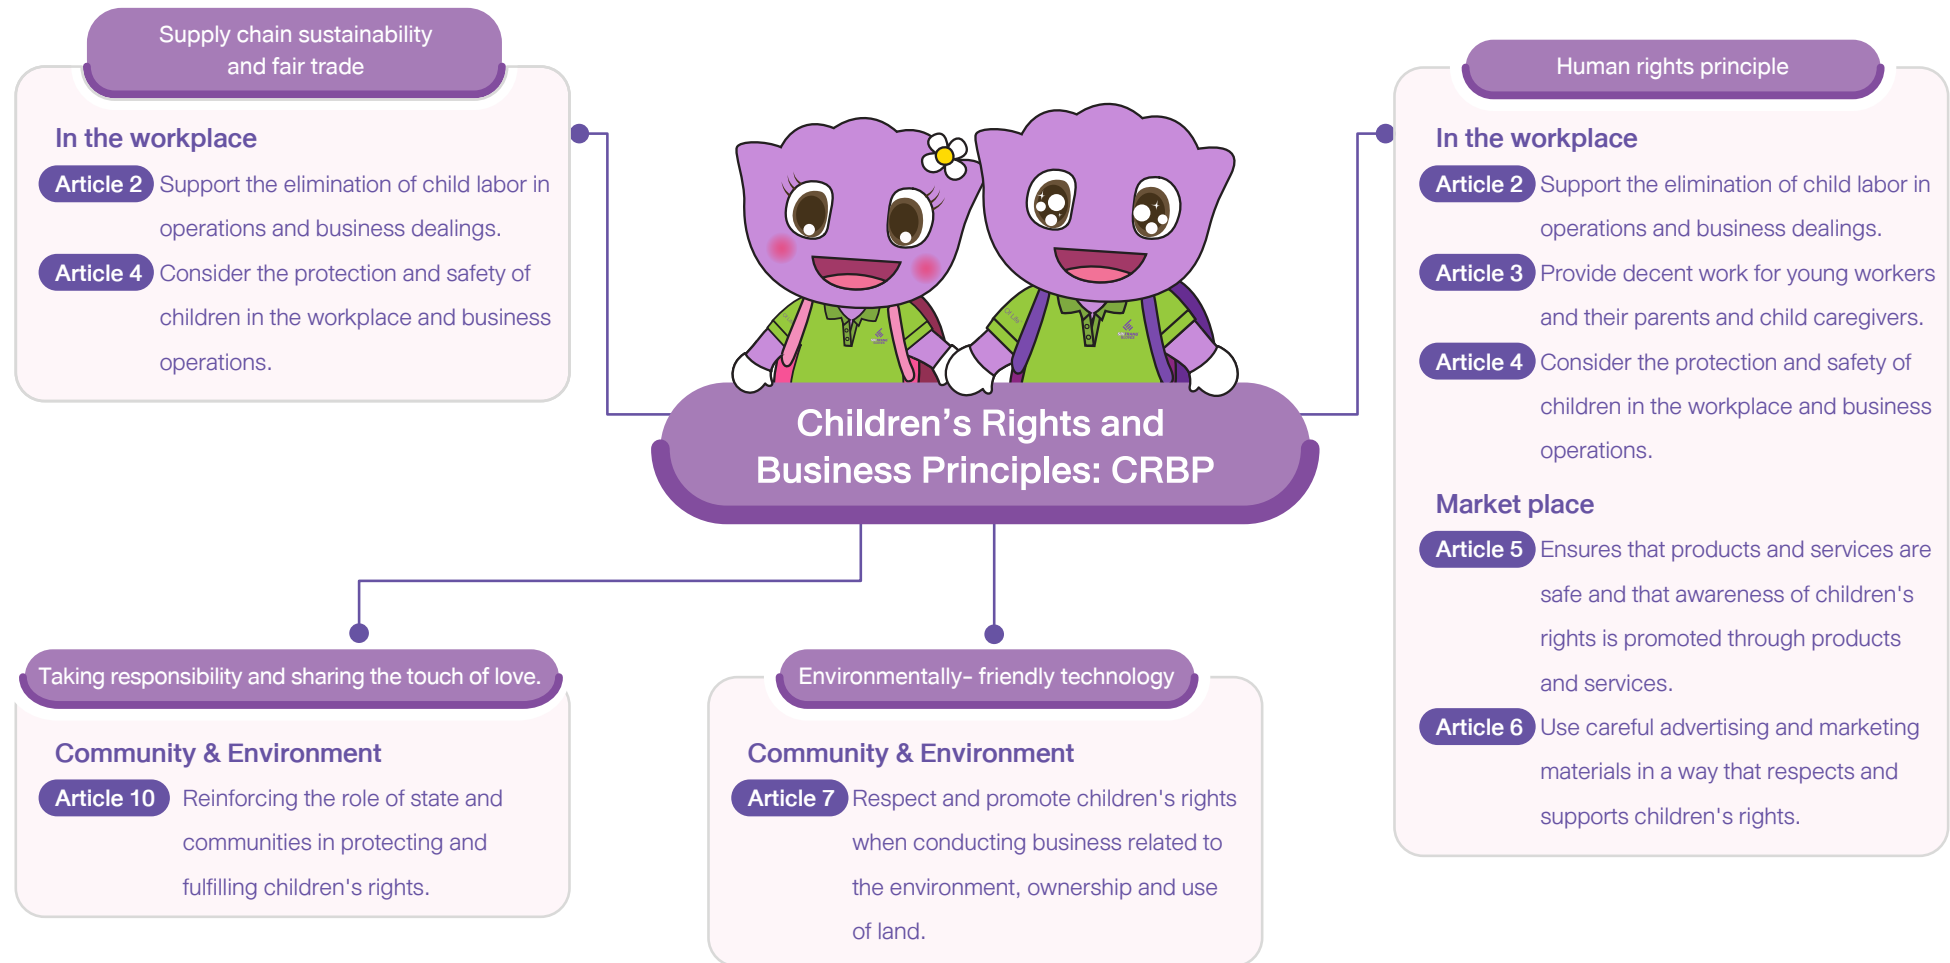 Supply chain sustainability
and fair trade
In the workplace
Article 2 Support the elimination of child labor in
operations and business dealings.
Article 4 Consider the protection and safety of
children in the workplace and business
operations.
Human rights principle
In the workplace
Article 2 Support the elimination of child labor in
operations and business dealings.
Article 3 Provide decent work for young workers
and their parents and child caregivers.
Article 4 Consider the protection and safety of
children in the workplace and business
operations.
Market place
Article 5 Ensures that products and services are
safe and that awareness of children's
rights is promoted through products
and services.
Article 6 Use careful advertising and marketing
materials in a way that respects and
supports children's rights.
Children's Rights and
Business Principles: CRBP
Taking responsibility and sharing the touch of love.
Community & Environment
Article 10 Reinforcing the role of state and
communities in protecting and
fulfilling children's rights.
Environmentally- friendly technology
Community & Environment
Article 7 Respect and promote children's rights
when conducting business related to
the environment, ownership and use
of land.